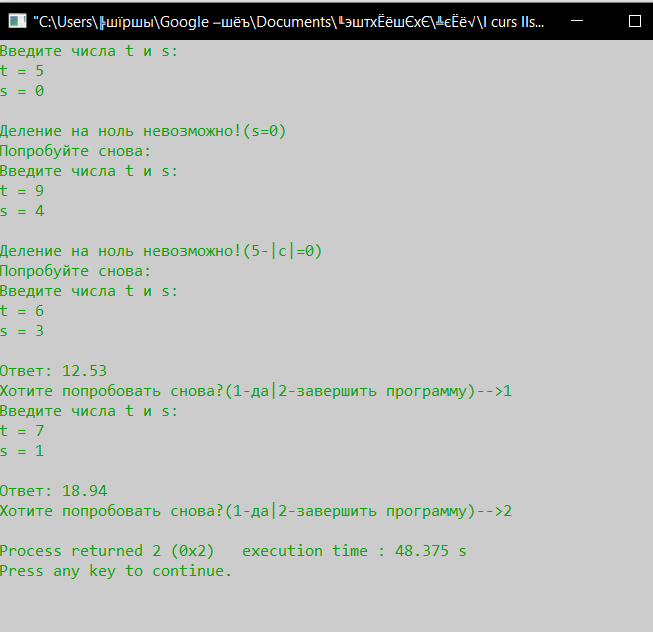 "C:\Users\╠шїршы\Google –шёъ\Documents\╙эштхЁёшЄхЄ\╩єЁё√\I curs IIs...
Введите числа t и s:
t = 5
s = 0
Деление на ноль невозможно!(s=0)
Попробуйте снова:
Введите числа t и s:
t = 9
s = 4
Деление на ноль невозможно!(5-|c|=0)
Попробуйте снова:
Введите числа t и s:
t = 6
s = 3
Ответ: 12.53
Хотите попробовать снова?(1-да|2-завершить программу)-->1
Введите числа t и s:
t = 7
s = 1
Ответ: 18.94
Хотите попробовать снова?(1-да|2-завершить программу)-->2
Process returned 2 (0x2)   execution time : 48.375 s
Press any key to continue.